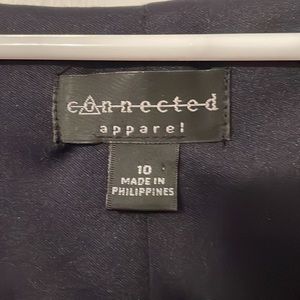 connected
apparel
10
MADE IN
PHILIPPINES